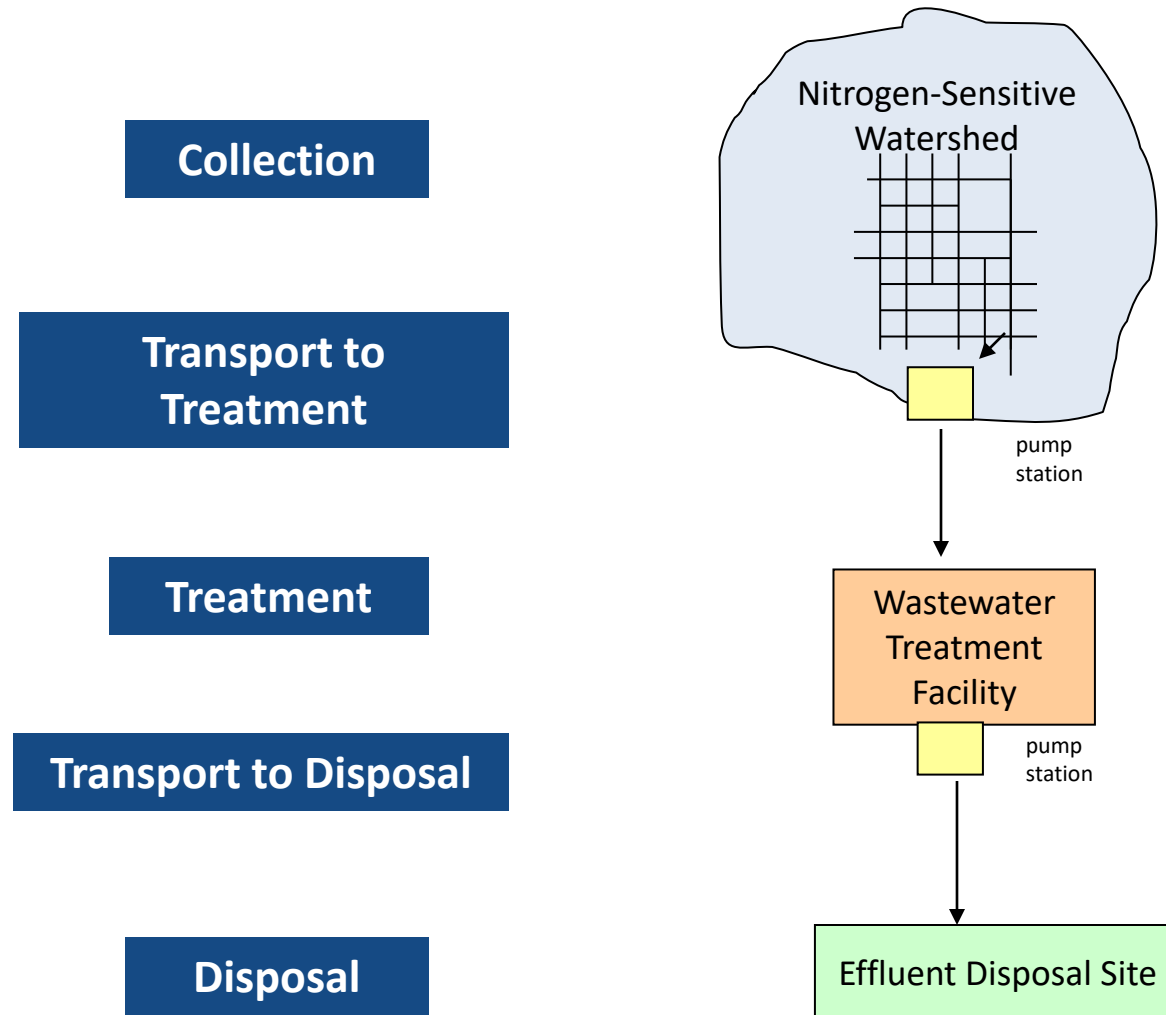 Collection
Transport to
Treatment
Treatment
Transport to Disposal
Disposal
Nitrogen-Sensitive
Watershed
pump
station
Wastewater
Treatment
Facility
pump
station
Effluent Disposal Site